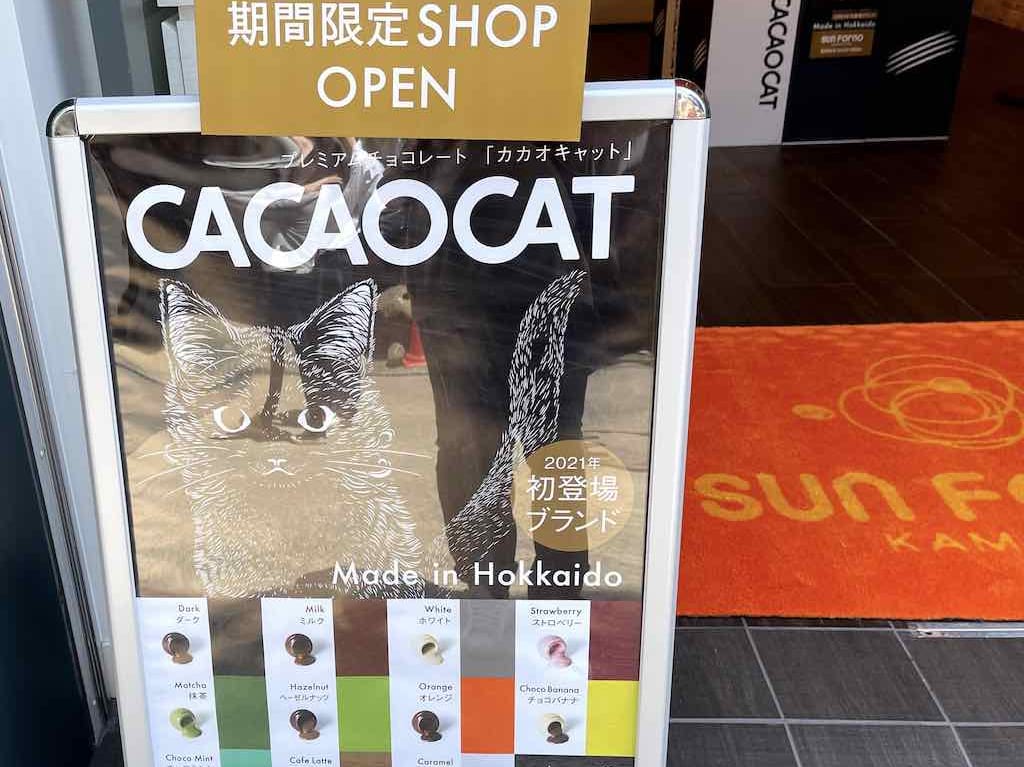 期間限定SHOP
OPEN
プレミアムチョコレート 「カカオキャット」
CACAOCAT
2021年
初登場
ブランド
Made in Hokkaido
Dark
ダーク
Milk
ミルク
White
ホワイト
Strawberry
ストロベリー
Matcha
抹茶
Hazelnut
ヘーゼルナッツ
Orange
オレンジ
Choco Banana
チョコバナナ
Choco Mint
Cafe Latte
Caramel
CACAOCAT
Made in Hokkaido
sun Forno
sun Fo
KAM